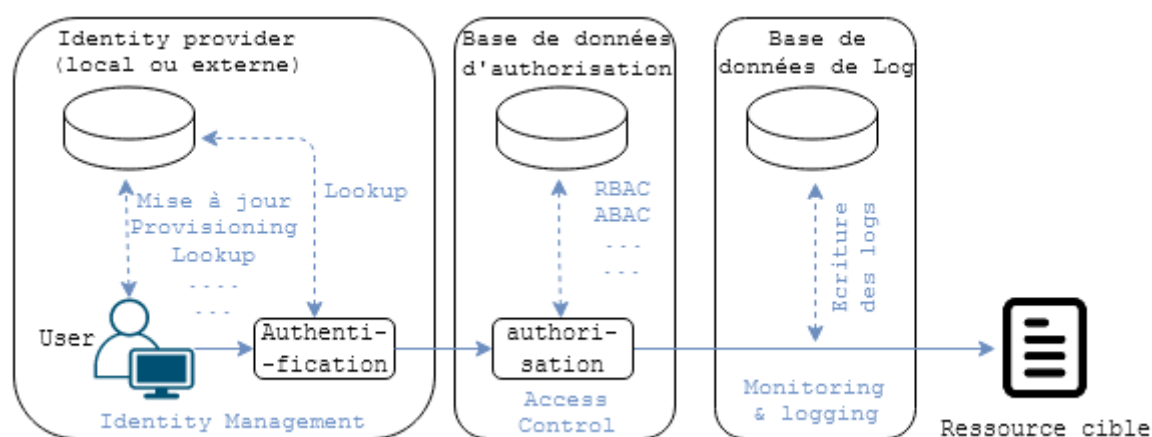 Identity provider
(local ou externe)
Base de données
d'authorisation
Base de
données de Log
Mise à jour
Provisioning
Lookup
....
...
Lookup
RBAC
ABAC
...
...
Ecriture
des logs
User
Authenti-
-fication
authori-
sation
Identity Management
Access
Control
Monitoring
& logging
Ressource cible